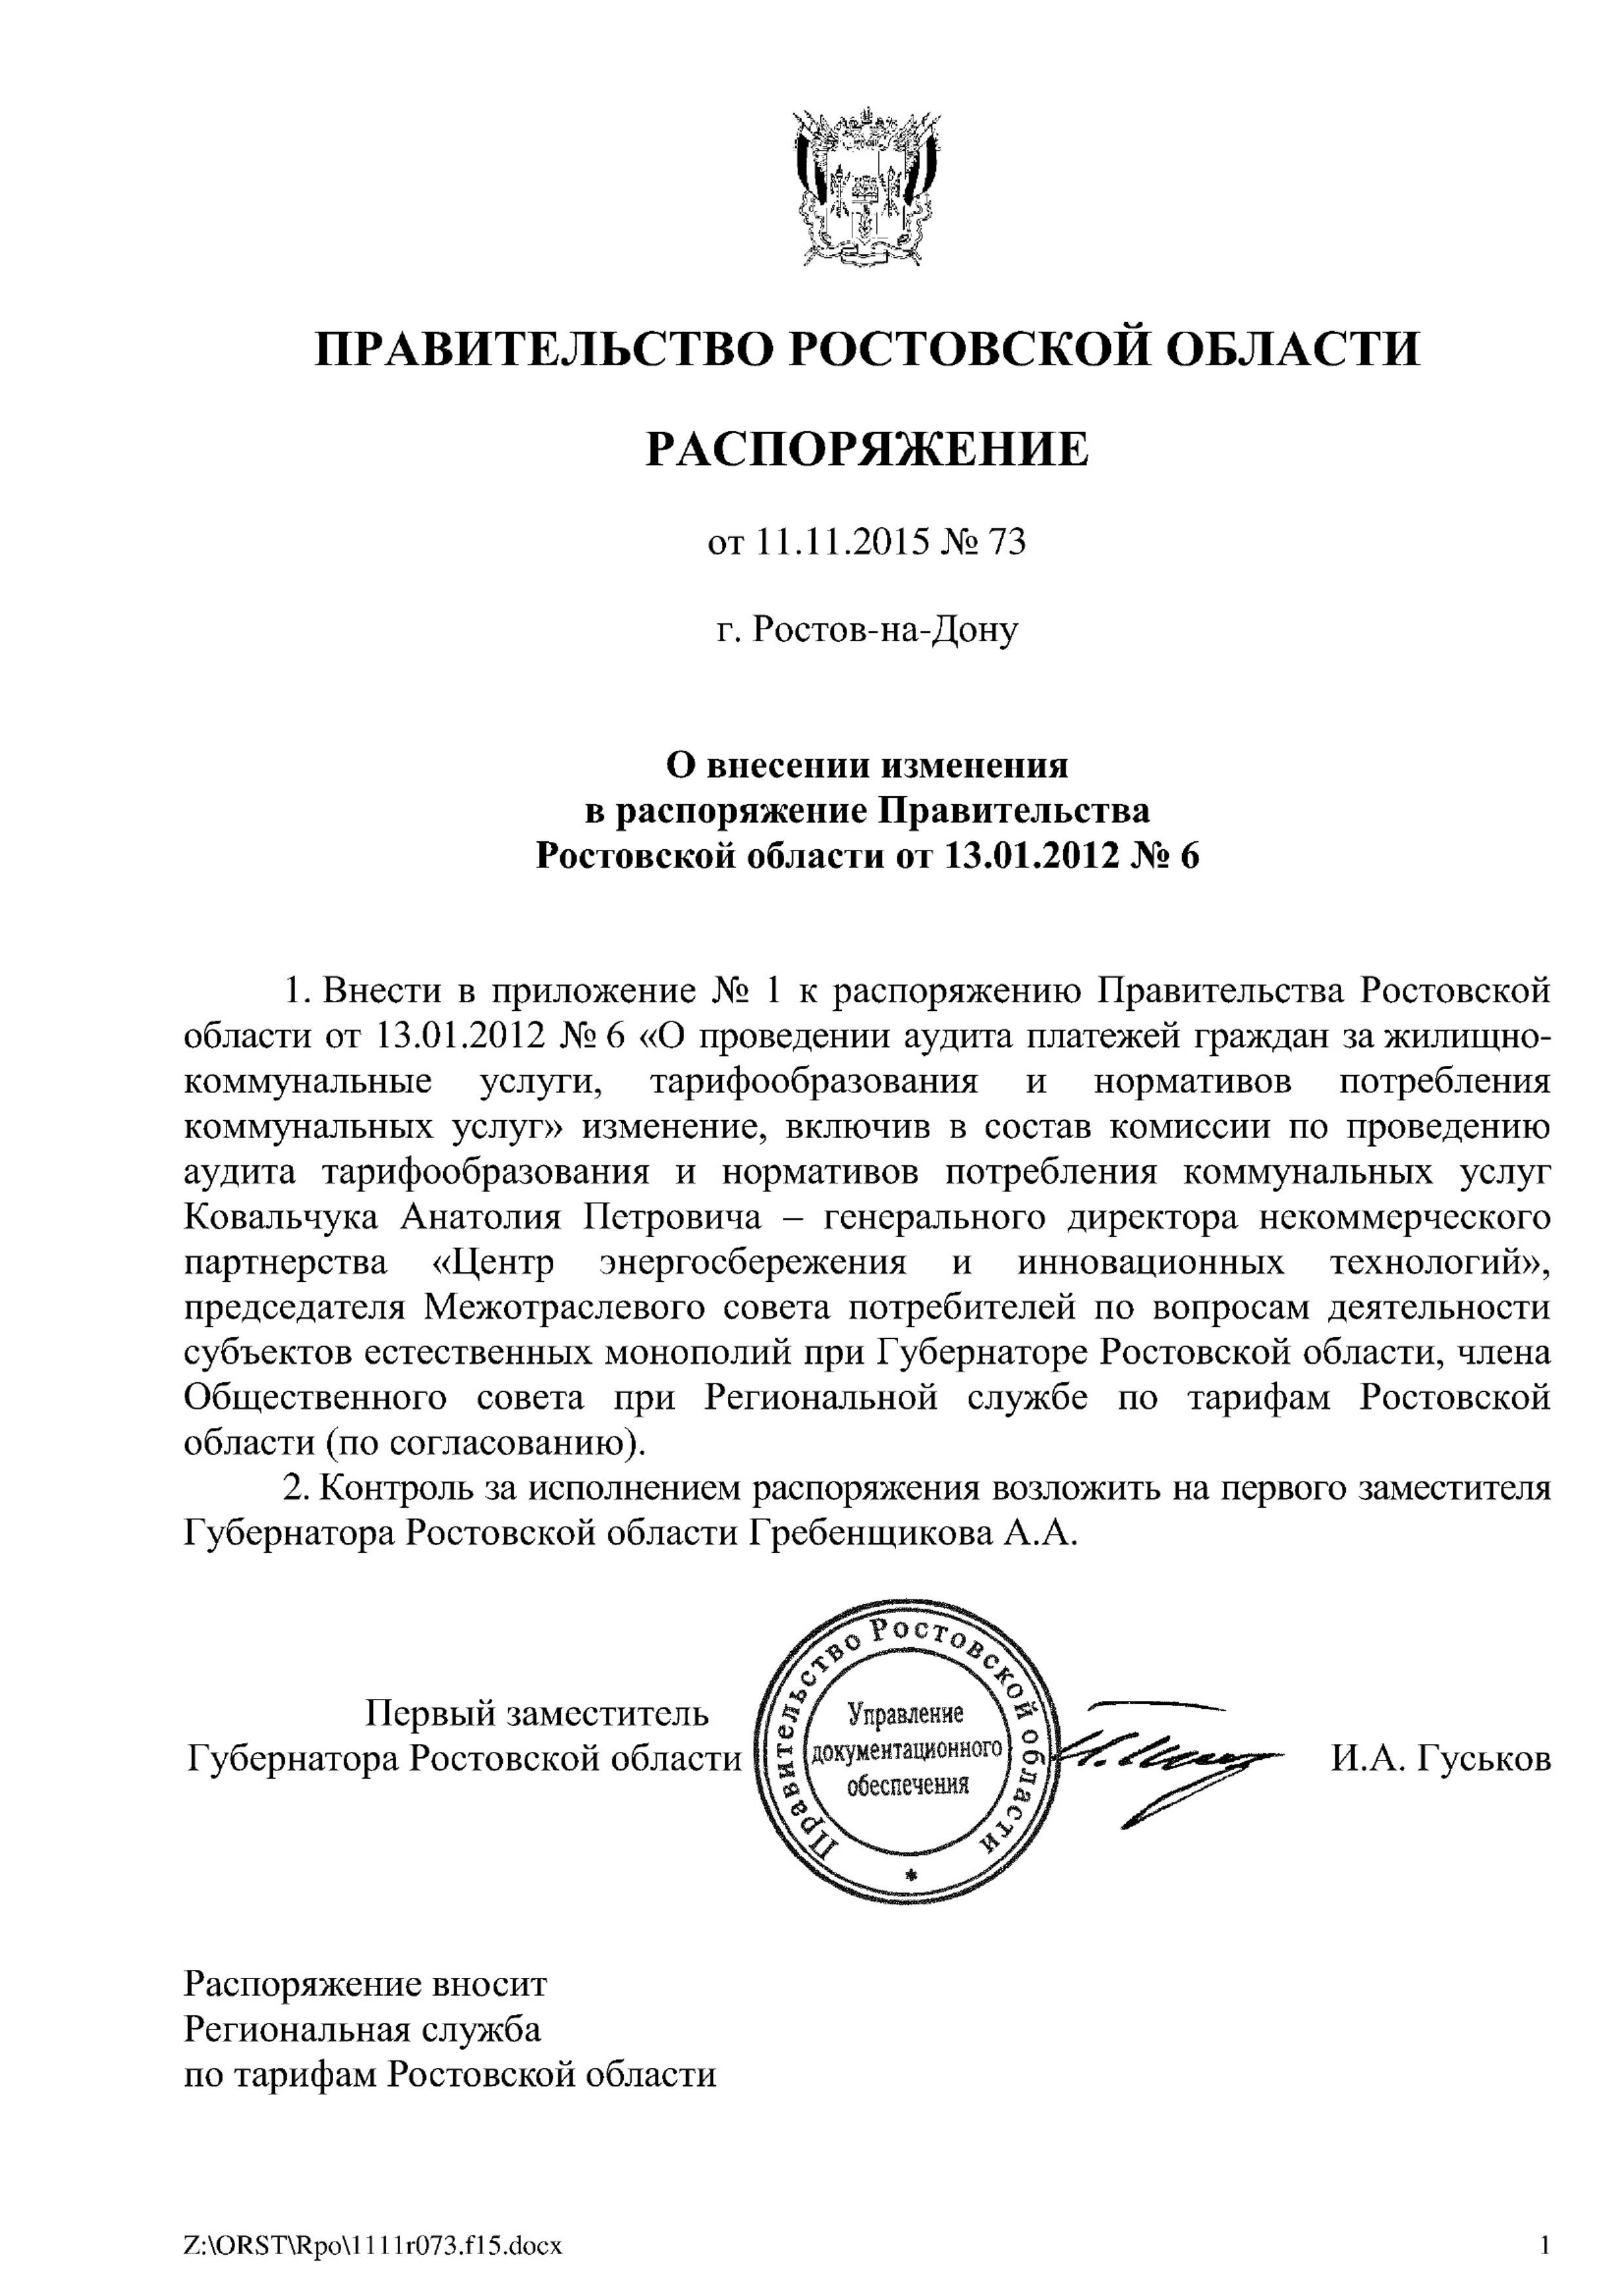 ПРАВИТЕЛЬСТВО РОСТОВСКОЙ ОБЛАСТИ
РАСПОРЯЖЕНИЕ
от 11.11.2015 № 73
г. Ростов-на-Дону
О внесении изменения
в распоряжение Правительства
Ростовской области от 13.01.2012 № 6
1. Внести в приложение № 1 к распоряжению Правительства Ростовской
области от 13.01.2012 № 6 «О проведении аудита платежей граждан за жилищно-
коммунальные услуги, тарифообразования и нормативов потребления
коммунальных услуг» изменение, включив в состав комиссии по проведению
аудита тарифообразования и нормативов потребления коммунальных услуг
Ковальчука Анатолия Петровича – генерального директора некоммерческого
партнерства «Центр энергосбережения и инновационных технологий»,
председателя Межотраслевого совета потребителей по вопросам деятельности
субъектов естественных монополий при Губернаторе Ростовской области, члена
Общественного совета при Региональной службе по тарифам Ростовской
области (по согласованию).
2. Контроль за исполнением распоряжения возложить на первого заместителя
Губернатора Ростовской области Гребенщикова А.А.
Первый заместитель
Губернатора Ростовской области
Правительство Ростовской области
Управление
документационного
обеспечения
*
И.А. Гуськов
Распоряжение вносит
Региональная служба
по тарифам Ростовской области
Z:\ORST\Rpo\1111r073.f15.docx
1